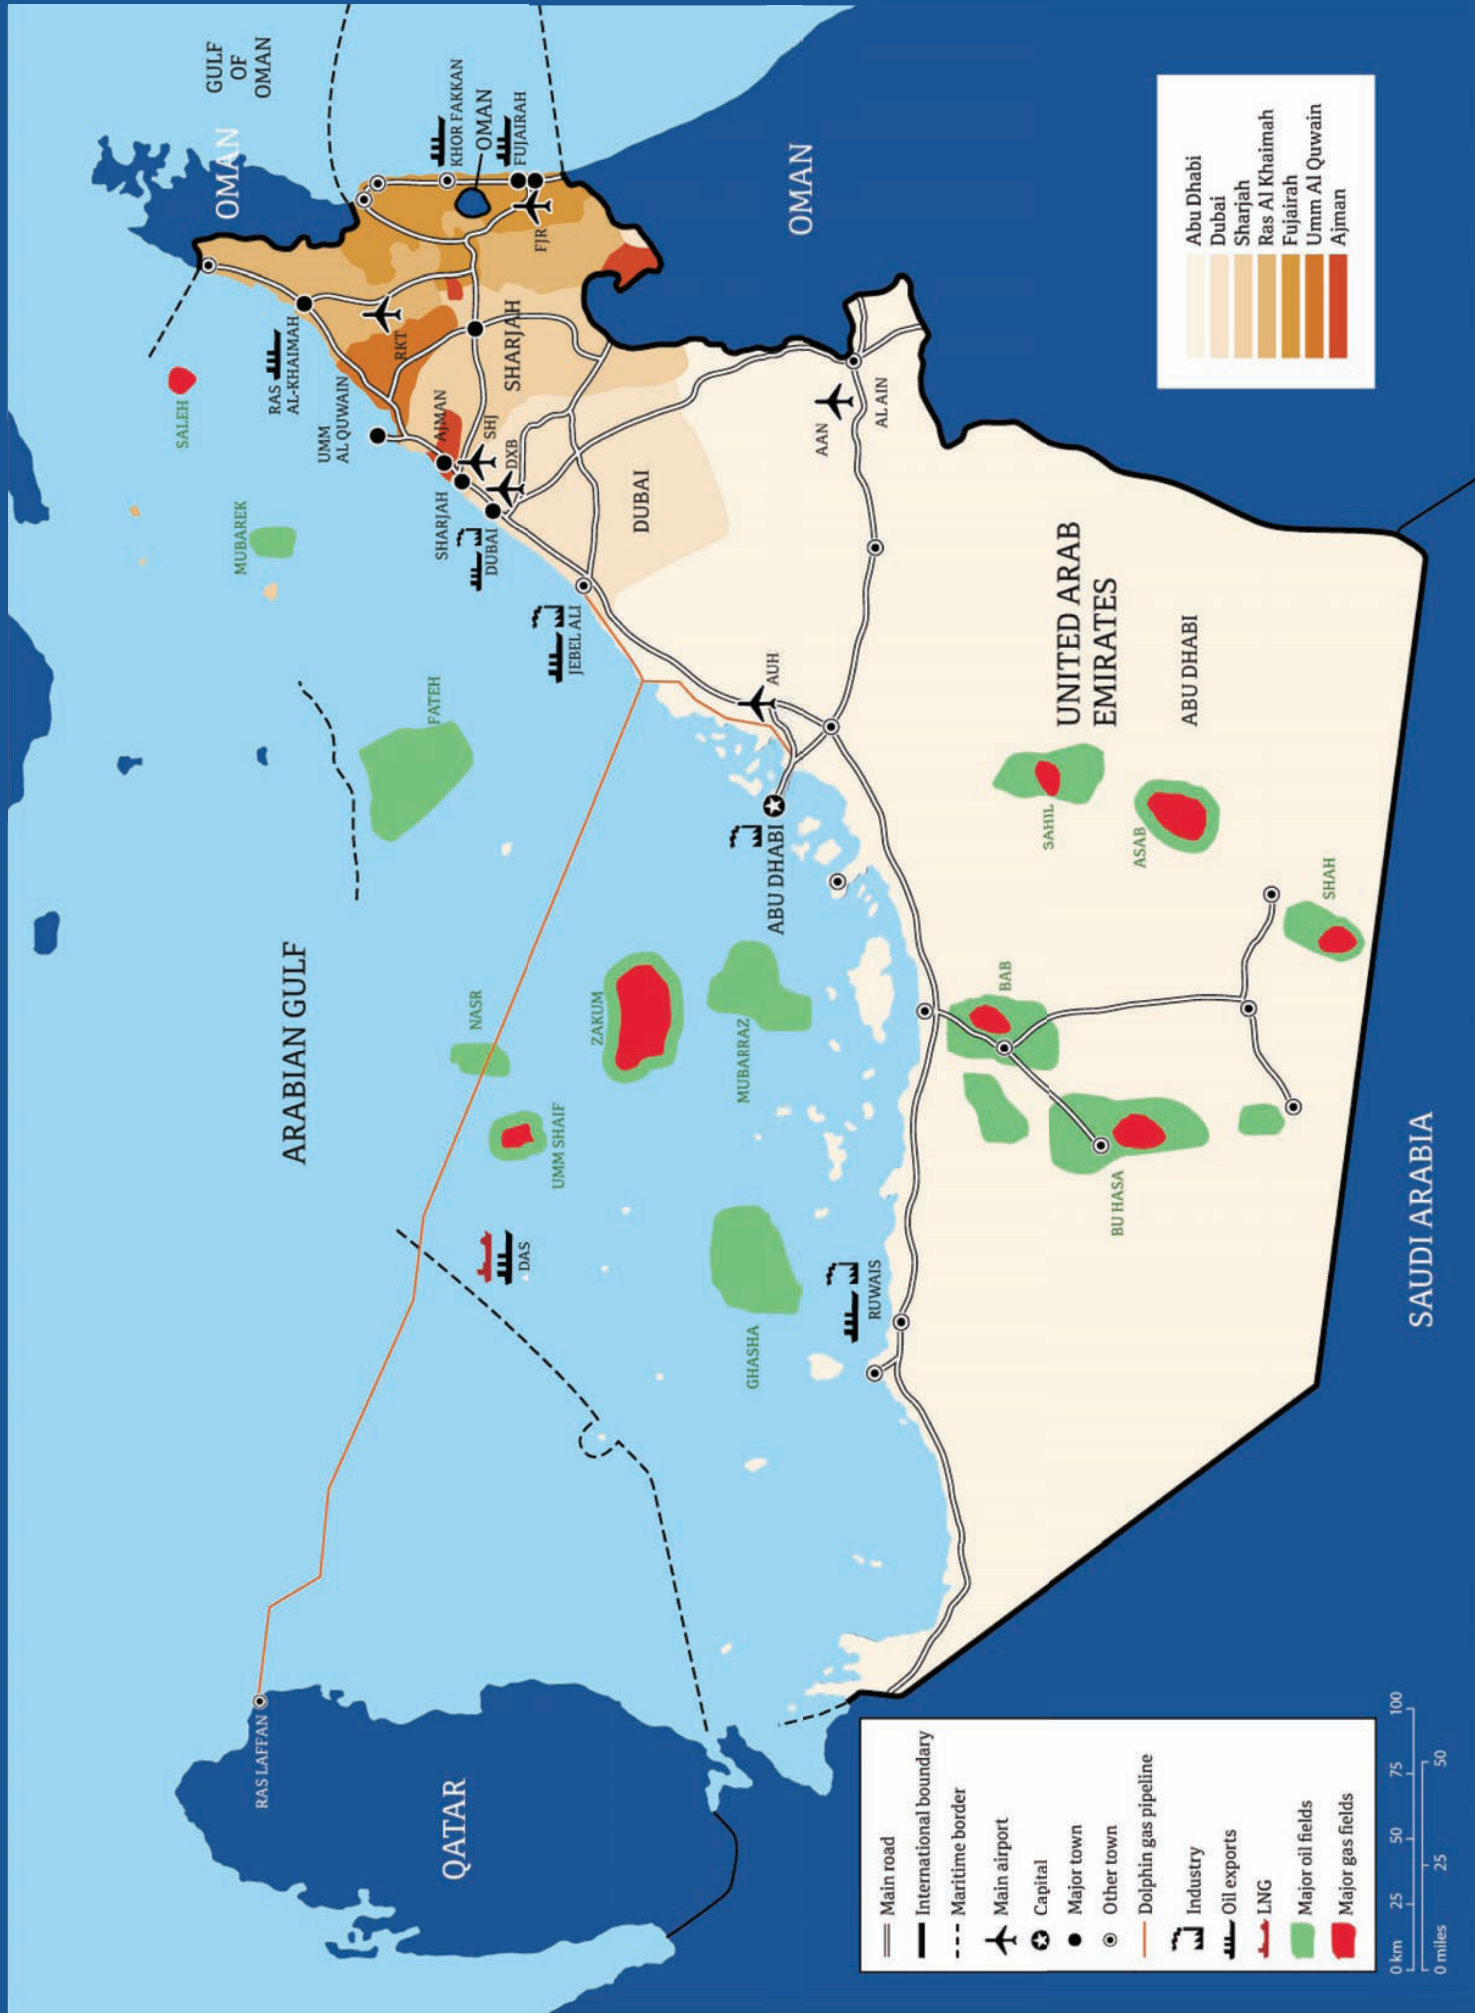 GULF
OF
OMAN
OMAN
KHOR FAKKAN
OMAN
FUJAIRAH
FJR
OMAN
SALEH
RAS
AL-KHAIMAH
RKT
UMM
AL QUWAIN
AJMAN
SHARJAH
SHJ
DXB
SHARJAH
DUBAI
DUBAI
MUBAREK
JEBEL ALI
FATEH
AUH
AAN
AL AIN
ABU DHABI
UNITED ARAB
EMIRATES
ABU DHABI
SAHIL
ASAB
SHAH
ARABIAN GULF
NASR
ZAKUM
MUBARRAZ
UMM SHAIF
BAB
BU HASA
DAS
GHASHA
RUWAIS
RAS LAFFAN
QATAR
SAUDI ARABIA
Abu Dhabi
Dubai
Sharjah
Ras Al Khaimah
Fujairah
Umm Al Quwain
Ajman
Main road
International boundary
Maritime border
Main airport
Capital
Major town
Other town
Dolphin gas pipeline
Industry
Oil exports
LNG
Major oil fields
Major gas fields
0 km 25 50 75 100
0 miles 25 50